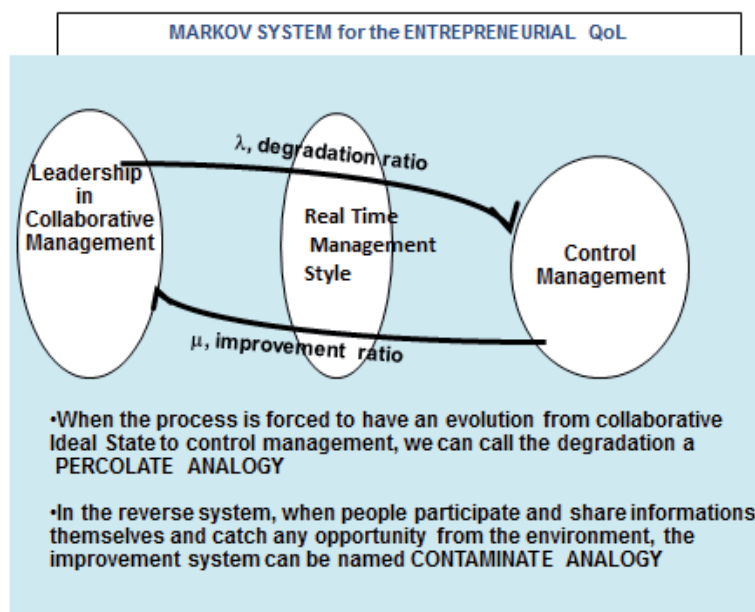 MARKOV SYSTEM for the ENTREPRENEURIAL QoL
λ, degradation ratio
Leadership
in
Collaborative
Management
Real Time
Management
Style
Control
Management
μ, improvement ratio
•When the process is forced to have an evolution from collaborative
Ideal State to control management, we can call the degradation a
PERCOLATE ANALOGY
•In the reverse system, when people participate and share informations
themselves and catch any opportunity from the environment, the
improvement system can be named CONTAMINATE ANALOGY